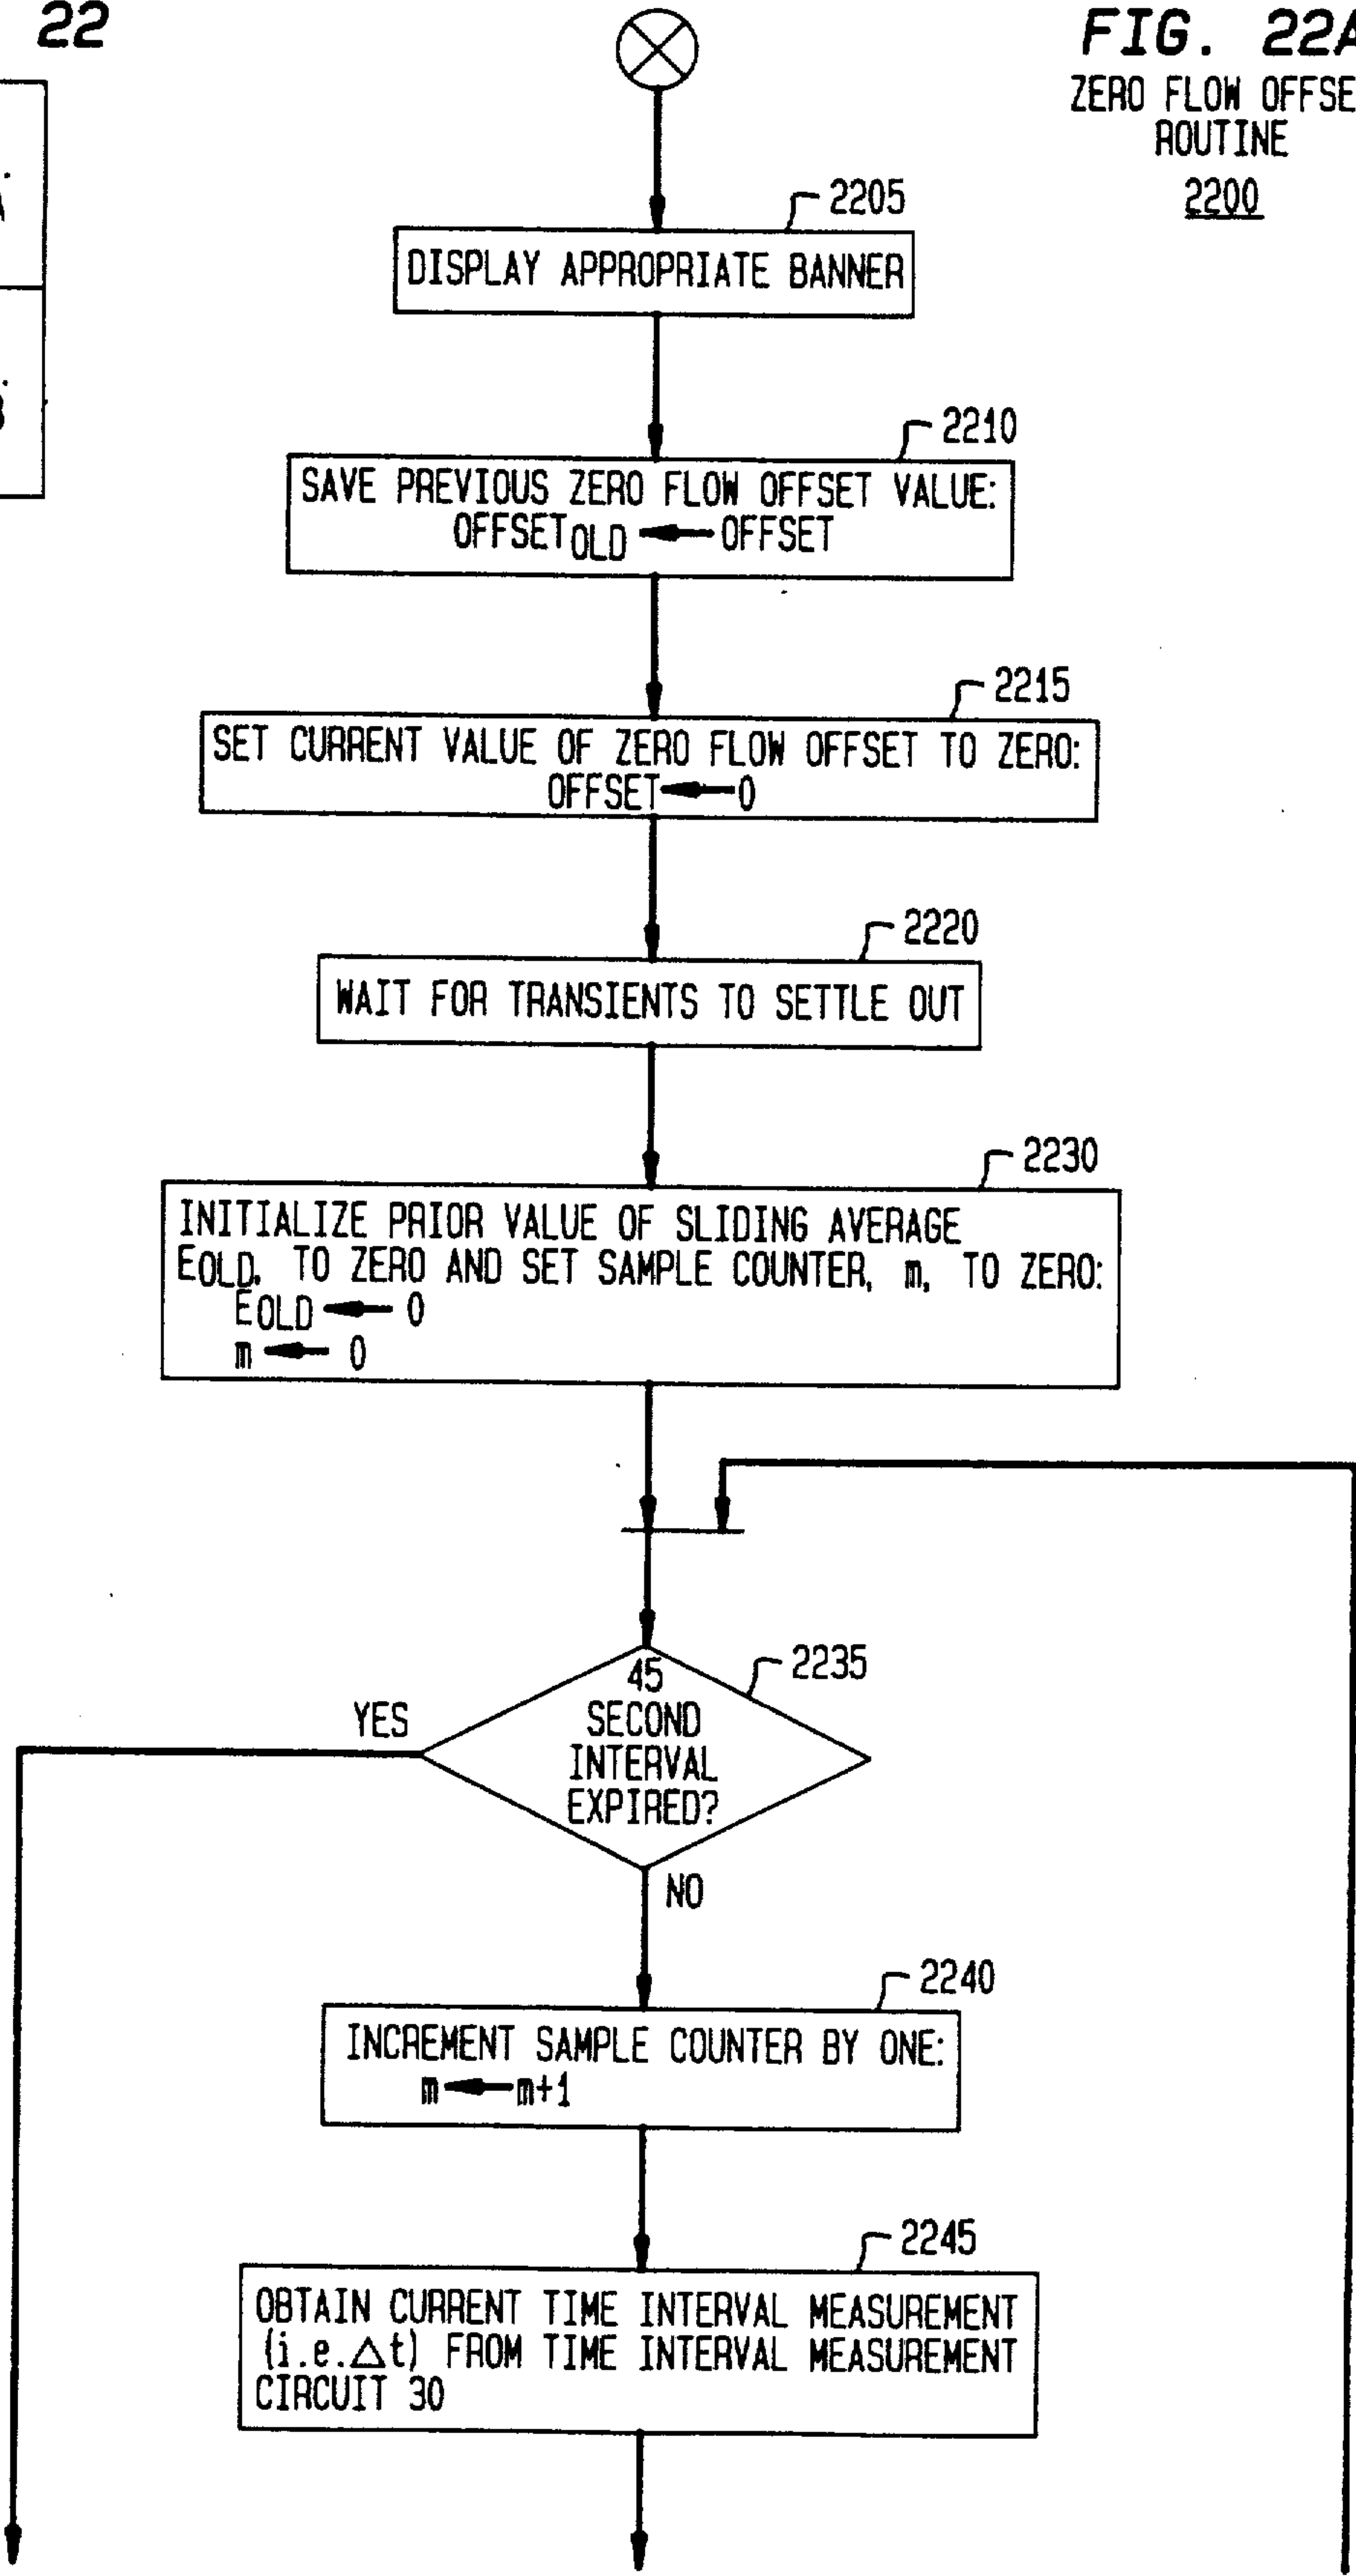 22
FIG. 22A
ZERO FLOW OFFSE
ROUTINE
2200
2205
DISPLAY APPROPRIATE BANNER
2210
SAVE PREVIOUS ZERO FLOW OFFSET VALUE:
OFFSETOLD ← OFFSET
2215
SET CURRENT VALUE OF ZERO FLOW OFFSET TO ZERO:
OFFSET ← 0
2220
WAIT FOR TRANSIENTS TO SETTLE OUT
2230
INITIALIZE PRIOR VALUE OF SLIDING AVERAGE
EOLD, TO ZERO AND SET SAMPLE COUNTER, m, TO ZERO:
EOLD ← 0
m ← 0
2235
45
SECOND
INTERVAL
EXPIRED?
YES
NO
2240
INCREMENT SAMPLE COUNTER BY ONE:
m ← m+1
2245
OBTAIN CURRENT TIME INTERVAL MEASUREMENT
(i.e.Δt) FROM TIME INTERVAL MEASUREMENT
CIRCUIT 30